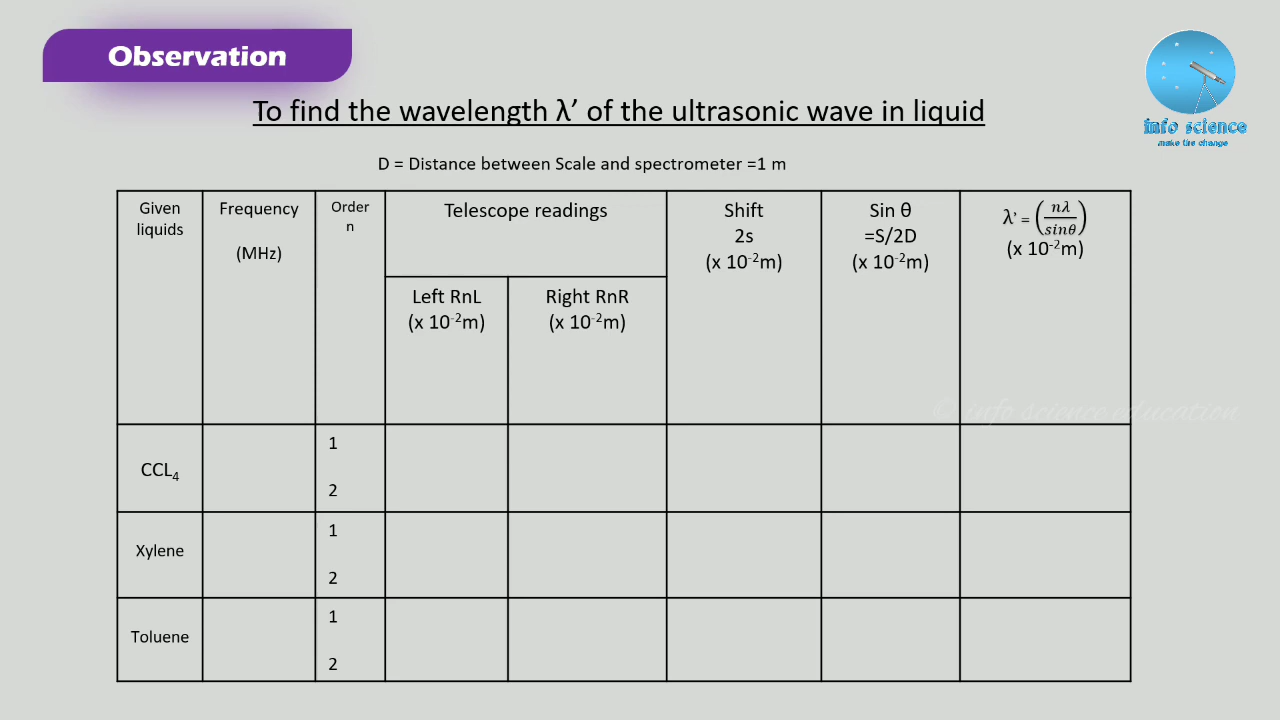 Observation
info science
make the change
To find the wavelength λ’ of the ultrasonic wave in liquid
D = Distance between Scale and spectrometer =1 m
Given
liquids
Frequency
(MHz)
Order
n
Telescope readings
Shift
2s
(x 10⁻²m)
Sin θ
=S/2D
(x 10⁻²m)
λ’ = (nλ/sinθ)
(x 10⁻²m)
Left RnL
(x 10⁻²m)
Right RnR
(x 10⁻²m)
© info science education
CCL₄
1
2
Xylene
1
2
Toluene
1
2